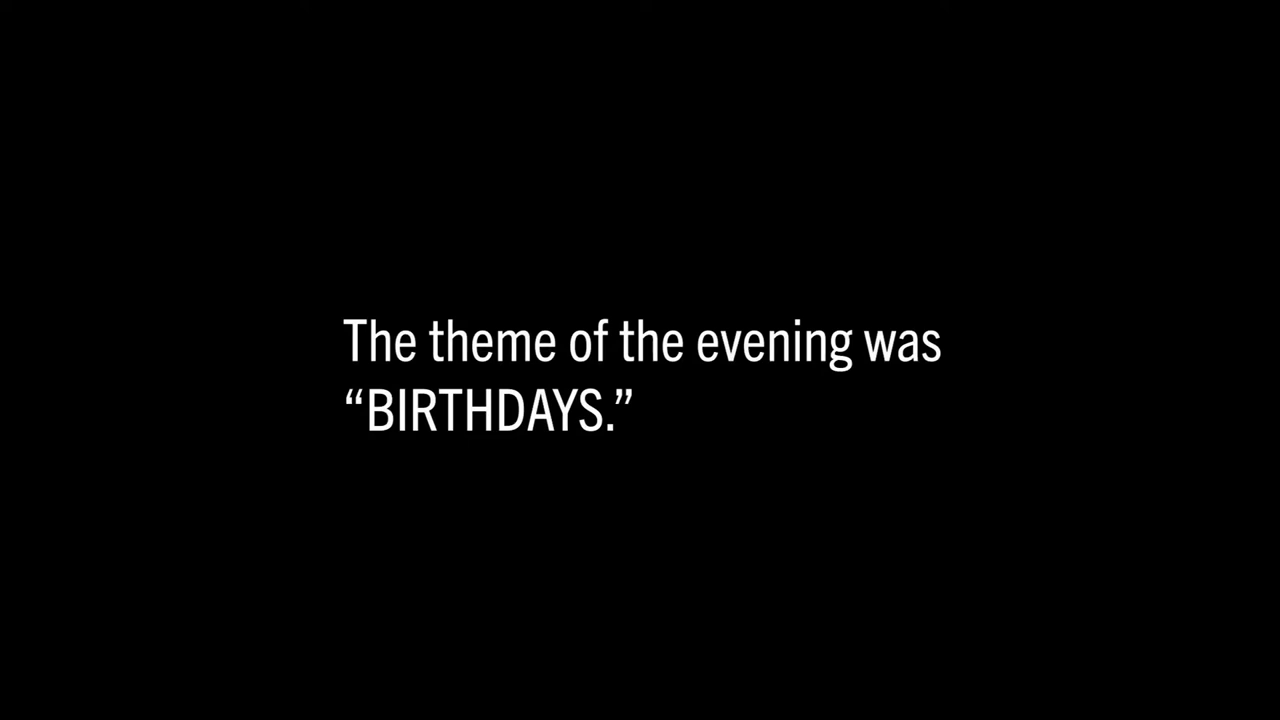 The theme of the evening was
“BIRTHDAYS.”